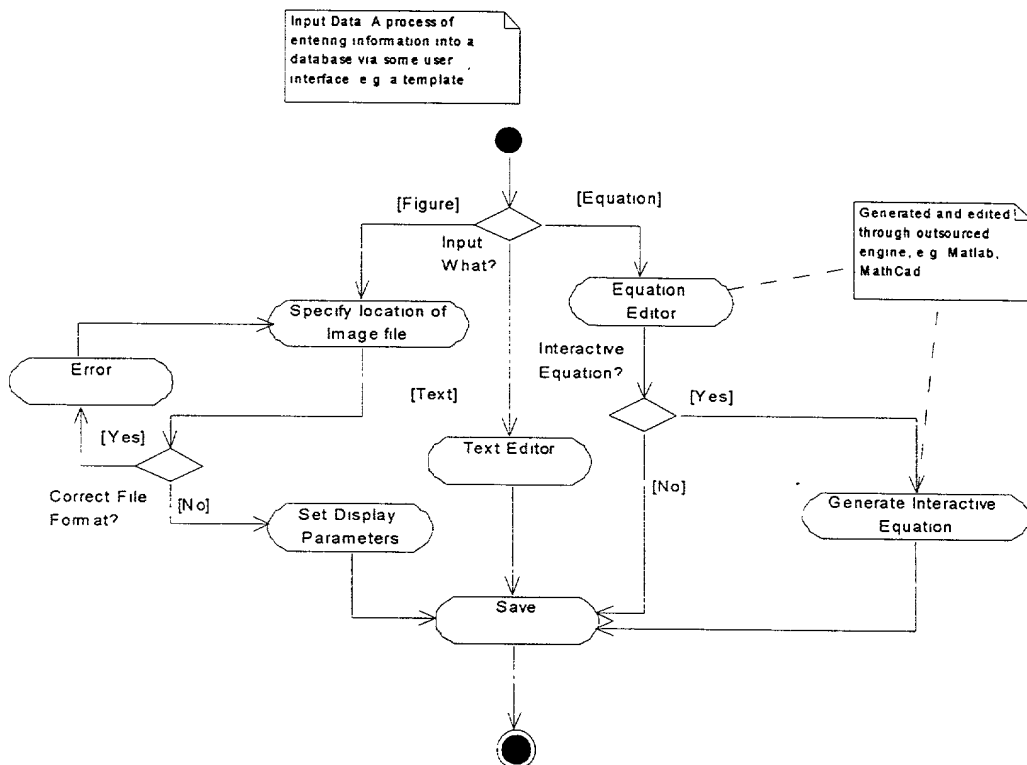 Input Data A process of
entering information into a
database via some user
interface e g a template
[Figure]
[Equation]
Input
What?
Generated and edited
through outsourced
engine, e g Matlab,
MathCad
Equation
Editor
Specify location of
Image file
Interactive
Equation?
Error
[Text]
[Yes]
[Yes]
Text Editor
Correct File
Format?
[No]
[No]
Set Display
Parameters
Generate Interactive
Equation
Save